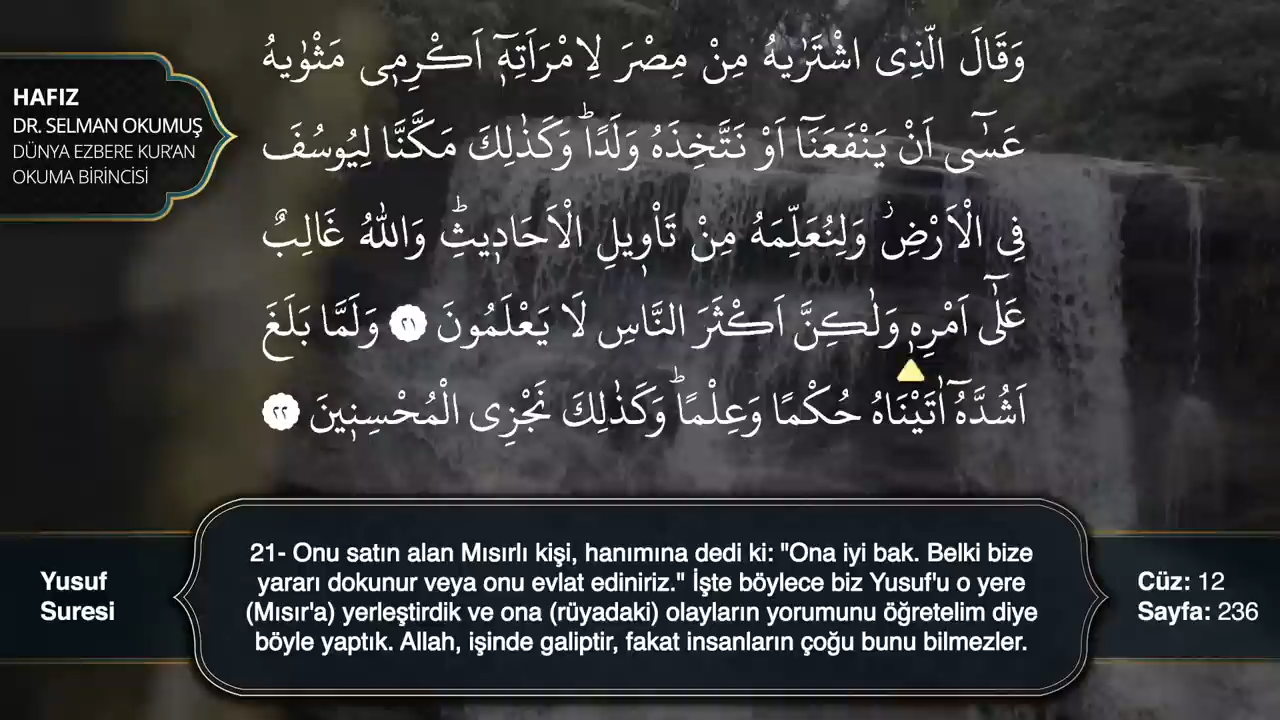 HAFIZ
DR. SELMAN OKUMUŞ
DÜNYA EZBERE KUR'AN
OKUMA BİRİNCİSİ
وَقَالَ الَّذِى اشْتَرٰيهُ مِنْ مِصْرَ لِامْرَاَتِهٖٓ اَكْرِمٖى مَثْوٰيهُ
عَسٰٓى اَنْ يَنْفَعَنَٓا اَوْ نَتَّخِذَهُ وَلَدًاؕ وَكَذٰلِكَ مَكَّنَّا لِيُوسُفَ
فِى الْاَرْضِؗ وَلِنُعَلِّمَهُ مِنْ تَاْوٖيلِ الْاَحَادٖيثِؕ وَاللّٰهُ غَالِبٌ
عَلٰٓى اَمْرِهٖ وَلٰكِنَّ اَكْثَرَ النَّاسِ لَا يَعْلَمُونَ ٢١ وَلَمَّا بَلَغَ
اَشُدَّهُٓ اٰتَيْنَاهُ حُكْمًا وَعِلْمًاؕ وَكَذٰلِكَ نَجْزِى الْمُحْسِنٖينَ ٢٢
Yusuf
Suresi
21- Onu satın alan Mısırlı kişi, hanımına dedi ki: "Ona iyi bak. Belki bize
yararı dokunur veya onu evlat ediniriz." İşte böylece biz Yusuf'u o yere
(Mısır'a) yerleştirdik ve ona (rüyadaki) olayların yorumunu öğretelim diye
böyle yaptık. Allah, işinde galiptir, fakat insanların çoğu bunu bilmezler.
Cüz: 12
Sayfa: 236